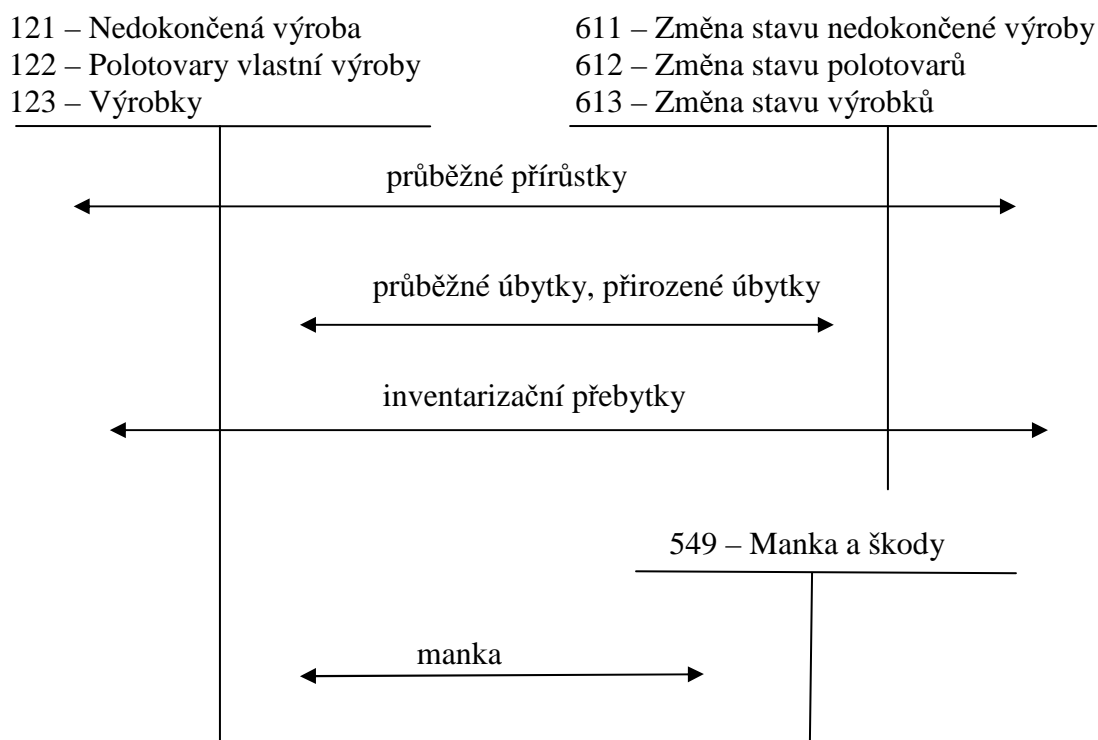 121 – Nedokončená výroba
122 – Polotovary vlastní výroby
123 – Výrobky
611 – Změna stavu nedokončené výroby
612 – Změna stavu polotovarů
613 – Změna stavu výrobků
průběžné přírůstky
průběžné úbytky, přirozené úbytky
inventarizační přebytky
549 – Manka a škody
manka